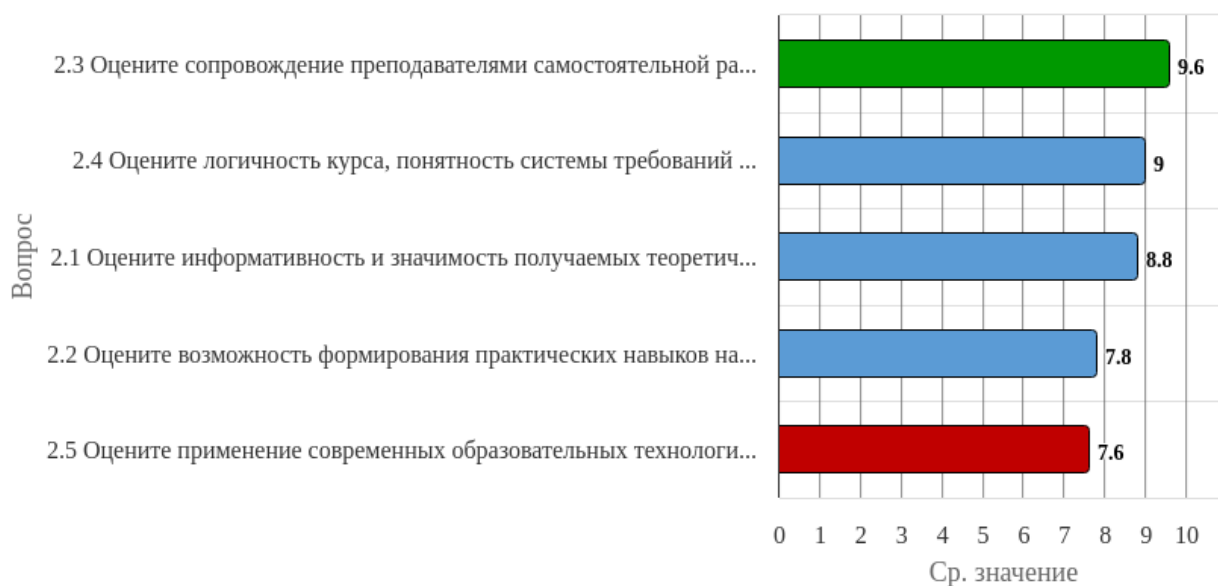 2.3 Оцените сопровождение преподавателями самостоятельной ра...
9.6
2.4 Оцените логичность курса, понятность системы требований ...
9
2.1 Оцените информативность и значимость получаемых теоретич...
8.8
2.2 Оцените возможность формирования практических навыков на...
7.8
2.5 Оцените применение современных образовательных технологи...
7.6
Вопрос
0 1 2 3 4 5 6 7 8 9 10
Ср. значение